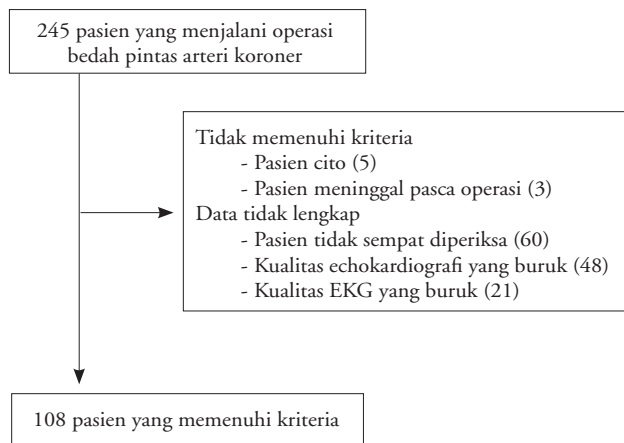 245 pasien yang menjalani operasi
bedah pintas arteri koroner
Tidak memenuhi kriteria
- Pasien cito (5)
- Pasien meninggal pasca operasi (3)
Data tidak lengkap
- Pasien tidak sempat diperiksa (60)
- Kualitas echokardiografi yang buruk (48)
- Kualitas EKG yang buruk (21)
108 pasien yang memenuhi kriteria